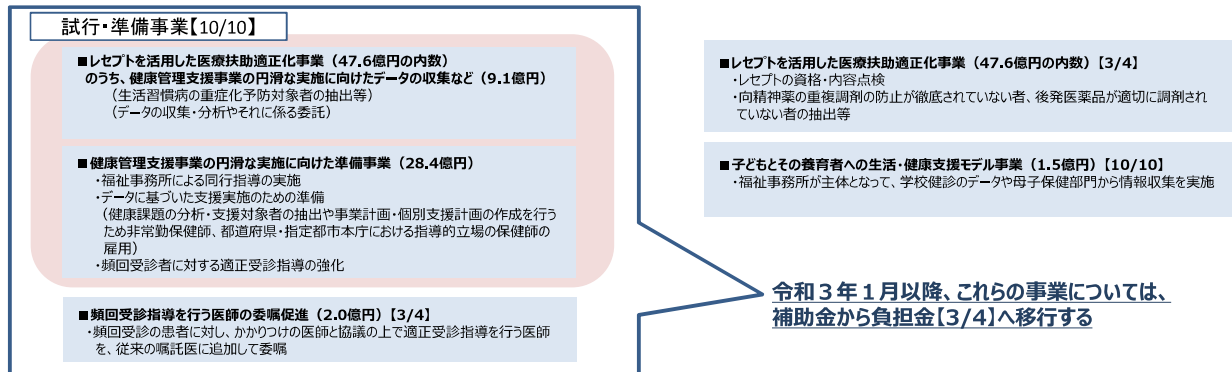 試行・準備事業【10/10】
■レセプトを活用した医療扶助適正化事業（47.6億円の内数）
のうち、健康管理支援事業の円滑な実施に向けたデータの収集など（9.1億円）
（生活習慣病の重症化予防対象者の抽出等）
（データの収集・分析やそれに係る委託）
■健康管理支援事業の円滑な実施に向けた準備事業（28.4億円）
・福祉事務所による同行指導の実施
・データに基づいた支援実施のための準備
（健康課題の分析・支援対象者の抽出や事業計画・個別支援計画の作成を行う
ため非常勤保健師、都道府県・指定都市本庁における指導的立場の保健師の
雇用）
・頻回受診者に対する適正受診指導の強化
■頻回受診指導を行う医師の委嘱促進（2.0億円）【3/4】
・頻回受診の患者に対し、かかりつけの医師と協議の上で適正受診指導を行う医師
を、従来の嘱託医に追加して委嘱
■レセプトを活用した医療扶助適正化事業（47.6億円の内数）【3/4】
・レセプトの資格・内容点検
・向精神薬の重複調剤の防止が徹底されていない者、後発医薬品が適切に調剤され
ていない者の抽出等
■子どもとその養育者への生活・健康支援モデル事業（1.5億円）【10/10】
・福祉事務所が主体となって、学校健診のデータや母子保健部門から情報収集を実施
令和３年１月以降、これらの事業については、
補助金から負担金【3/4】へ移行する